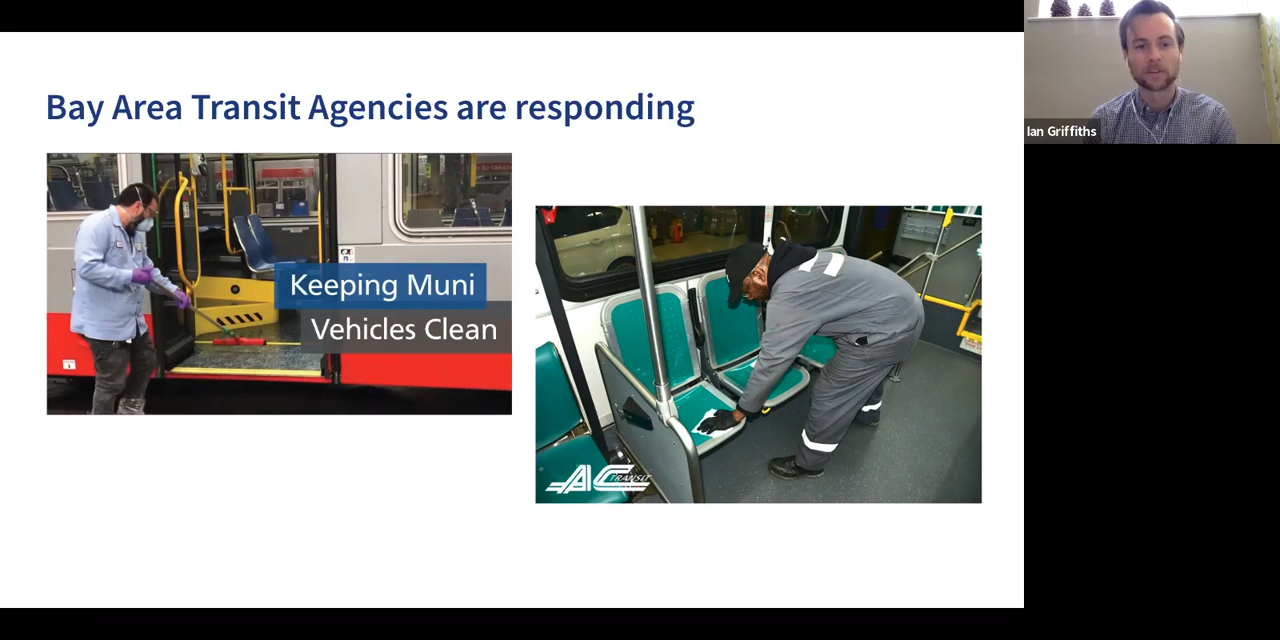 Bay Area Transit Agencies are responding
Keeping Muni
Vehicles Clean
AC TRANSIT
Ian Griffiths